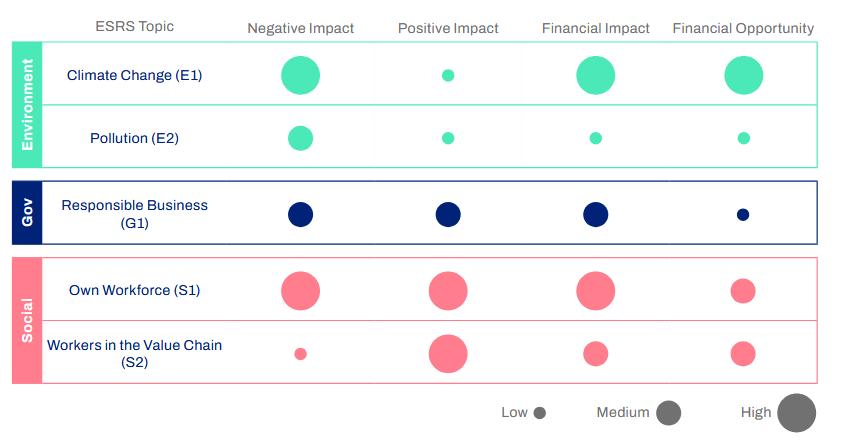 ESRS Topic
Negative Impact
Positive Impact
Financial Impact
Financial Opportunity
Environment
Climate Change (E1)
Pollution (E2)
Gov
Responsible Business
(G1)
Social
Own Workforce (S1)
Workers in the Value Chain
(S2)
Low
Medium
High